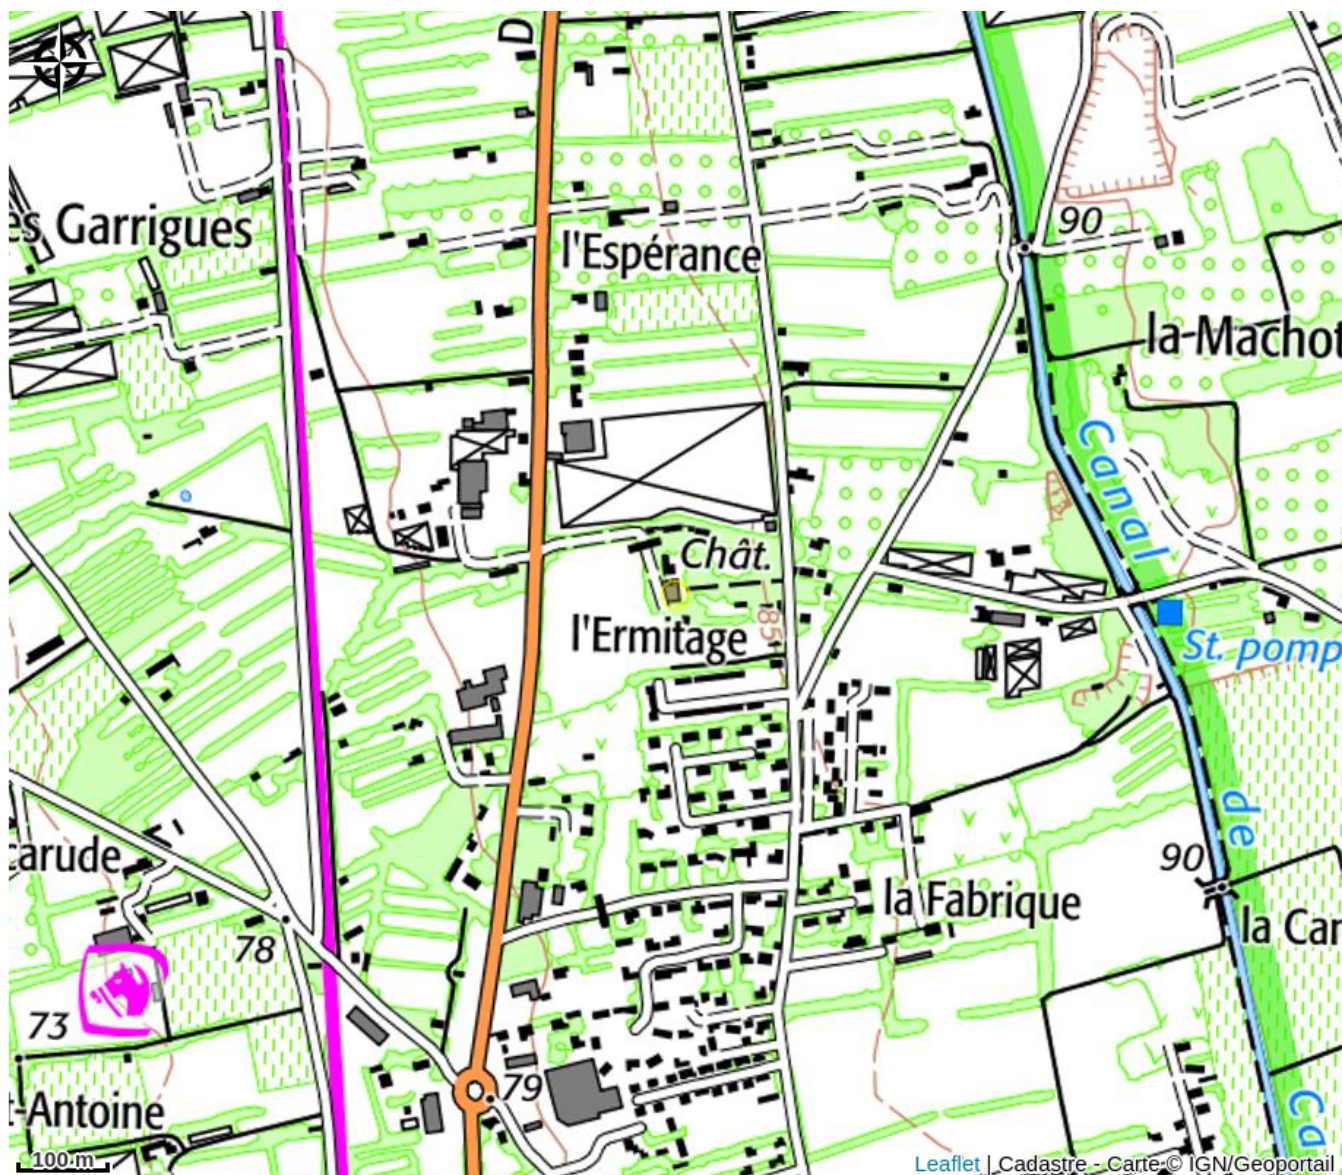 D
90
es Garrigues
l'Espérance
la-Machot
Canal
Chât.
85
l'Ermitage
St. pomp
de
90
carude
la Fabrique
la Car
78
73
79
t-Antoine
Ca
100 m
Leaflet | Cadastre - Carte © IGN/Geoportail